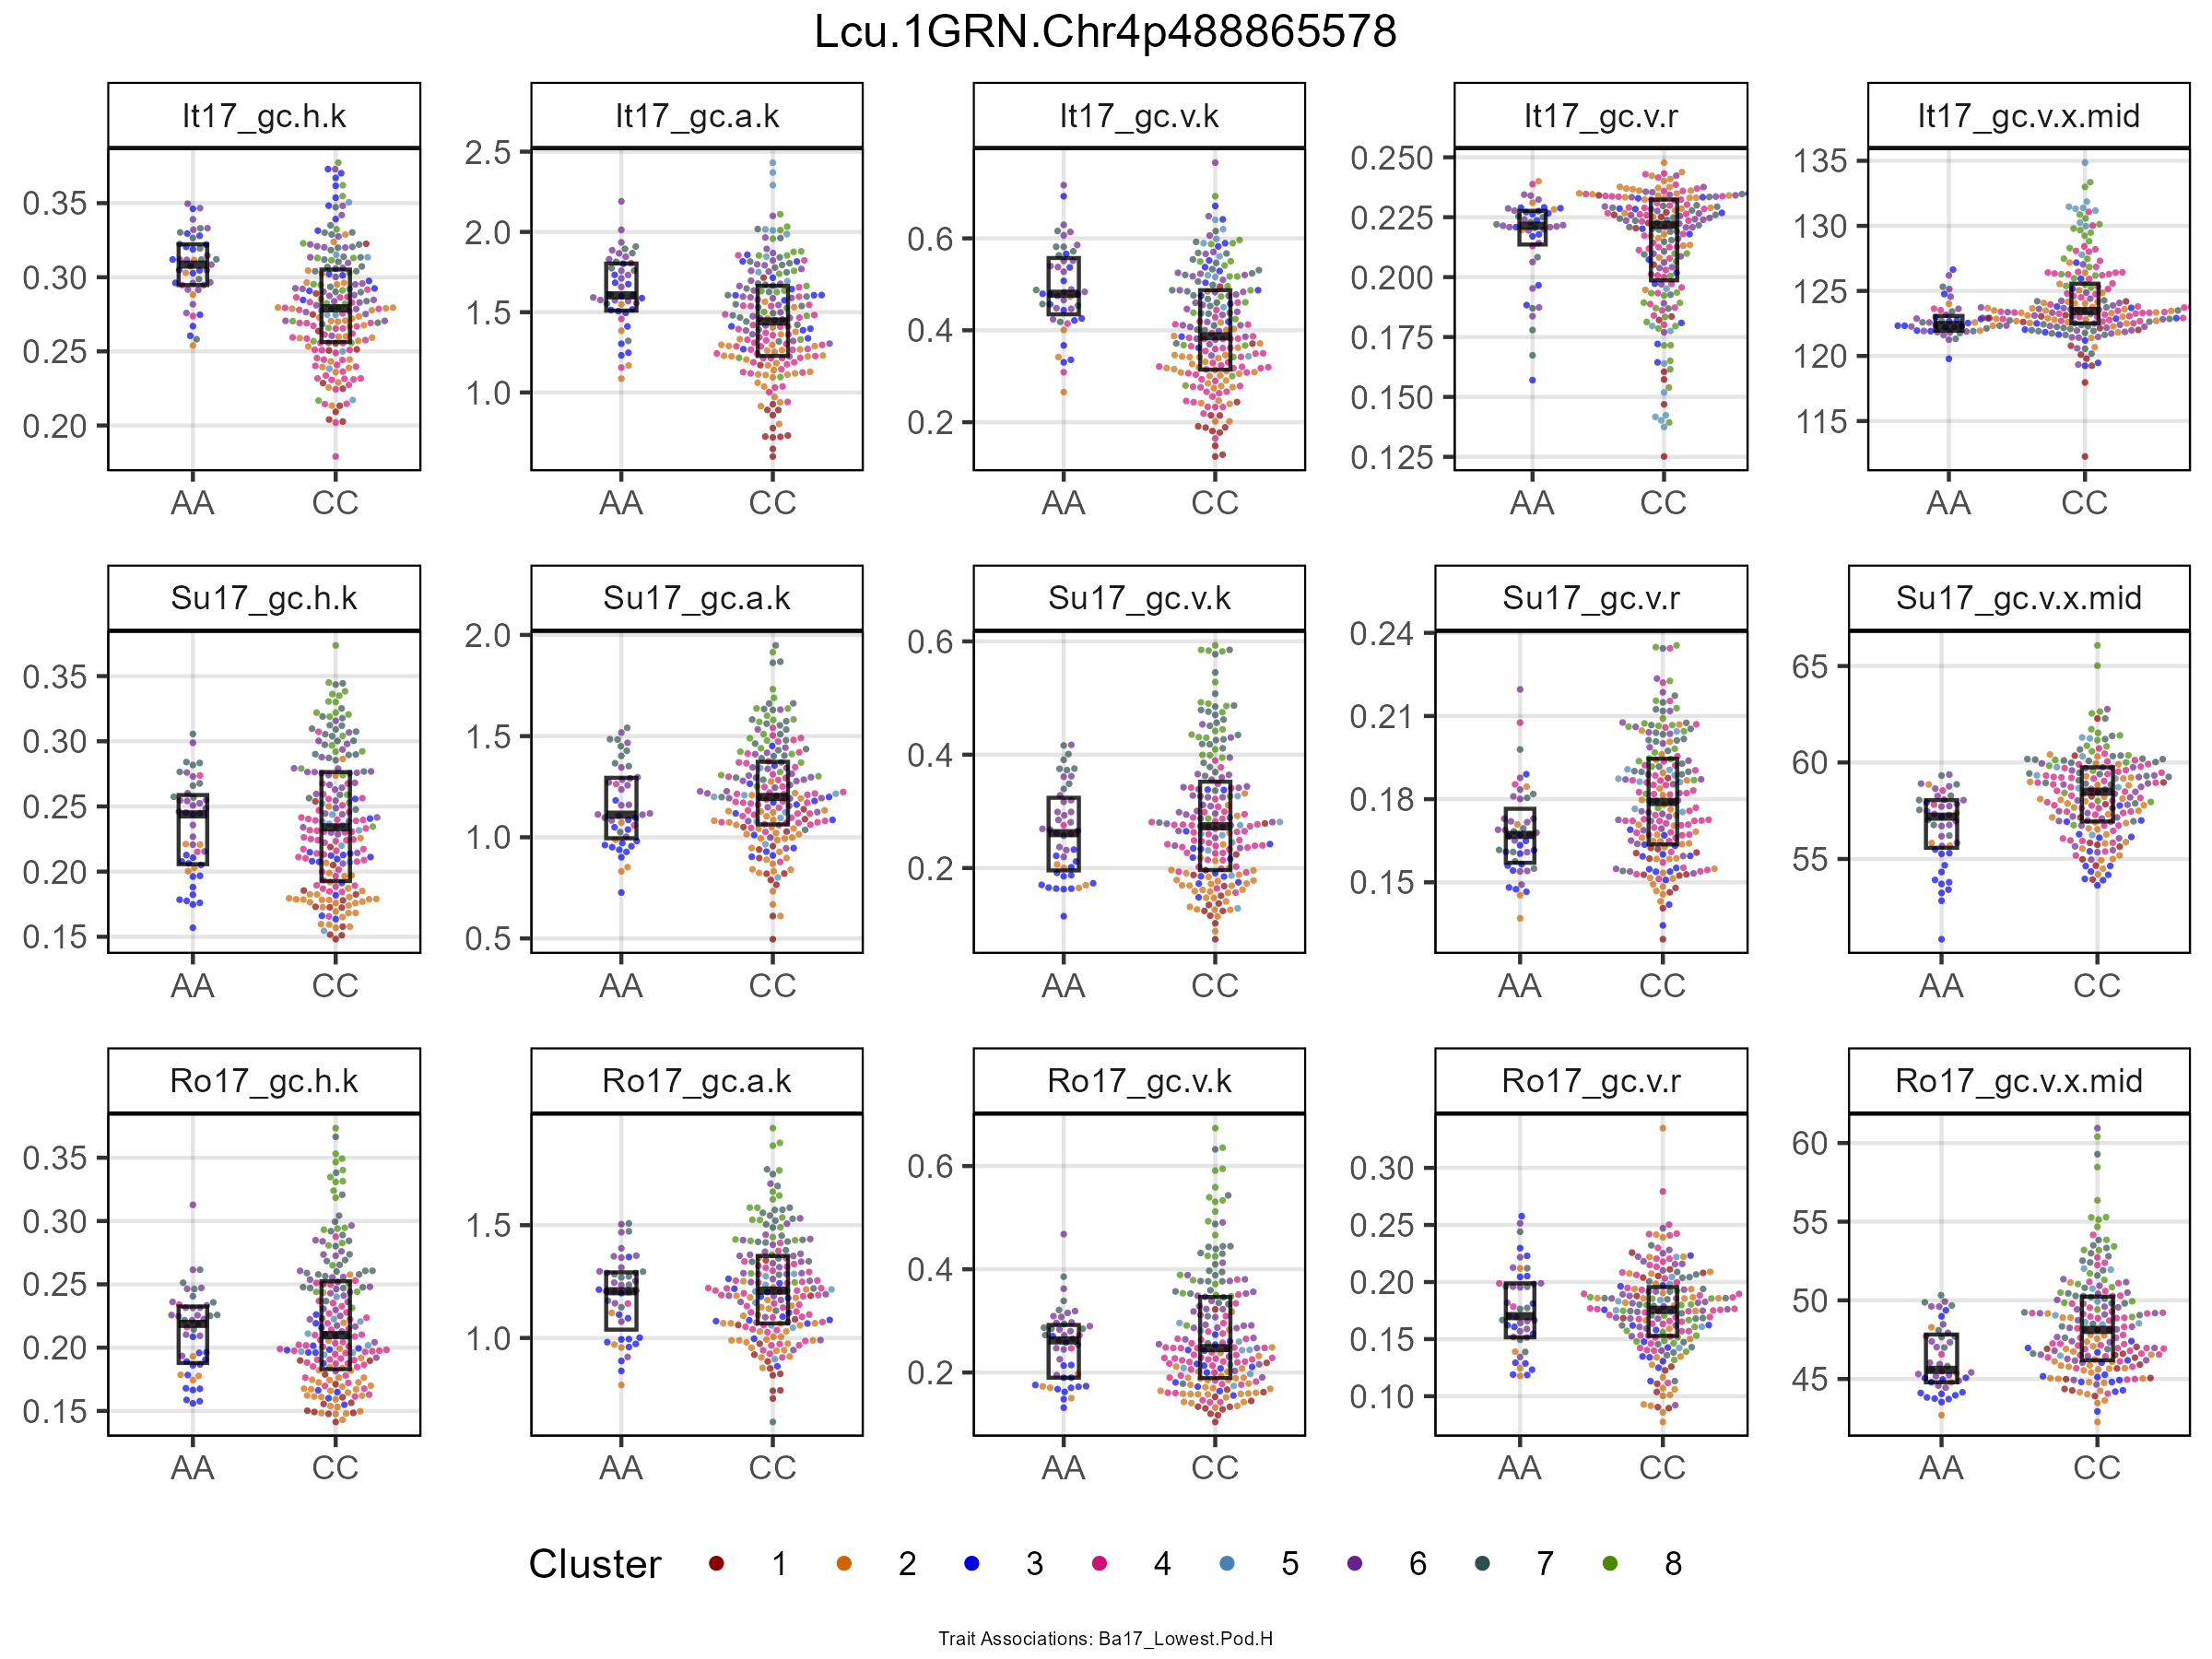 Lcu.1GRN.Chr4p488865578
It17_gc.h.k
It17_gc.a.k
It17_gc.v.k
It17_gc.v.r
It17_gc.v.x.mid
0.35
0.30
0.25
0.20
AA CC
2.5
2.0
1.5
1.0
AA CC
0.6
0.4
0.2
AA CC
0.250
0.225
0.200
0.175
0.150
0.125
AA CC
135
130
125
120
115
AA CC
Su17_gc.h.k
Su17_gc.a.k
Su17_gc.v.k
Su17_gc.v.r
Su17_gc.v.x.mid
0.35
0.30
0.25
0.20
0.15
AA CC
2.0
1.5
1.0
0.5
AA CC
0.6
0.4
0.2
AA CC
0.24
0.21
0.18
0.15
AA CC
65
60
55
AA CC
Ro17_gc.h.k
Ro17_gc.a.k
Ro17_gc.v.k
Ro17_gc.v.r
Ro17_gc.v.x.mid
0.35
0.30
0.25
0.20
0.15
AA CC
1.5
1.0
AA CC
0.6
0.4
0.2
AA CC
0.30
0.25
0.20
0.15
0.10
AA CC
60
55
50
45
AA CC
Cluster 1 2 3 4 5 6 7 8
Trait Associations: Ba17_Lowest.Pod.H